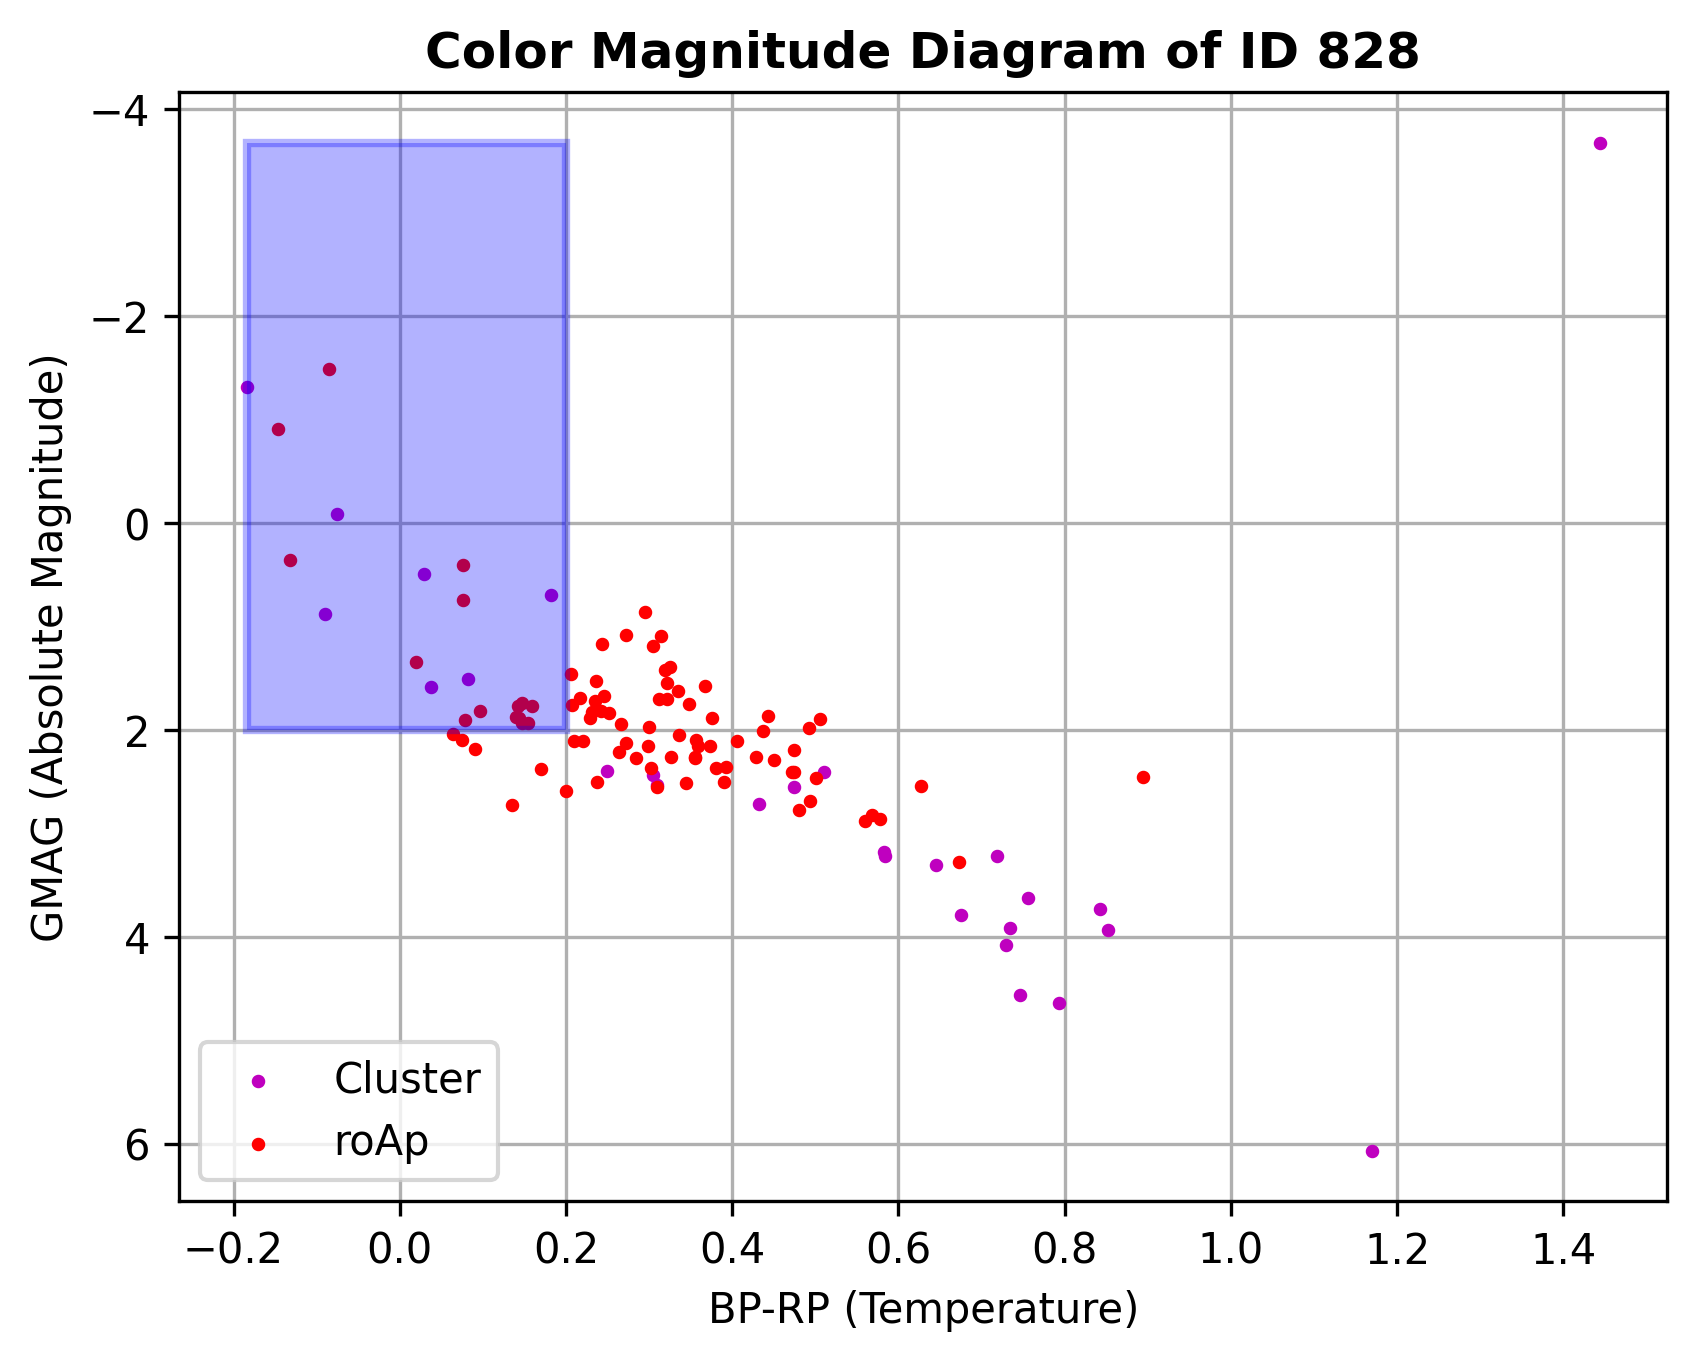 Color Magnitude Diagram of ID 828
GMAG (Absolute Magnitude)
−4
−2
0
2
4
6
Cluster
roAp
−0.2 0.0 0.2 0.4 0.6 0.8 1.0 1.2 1.4
BP-RP (Temperature)